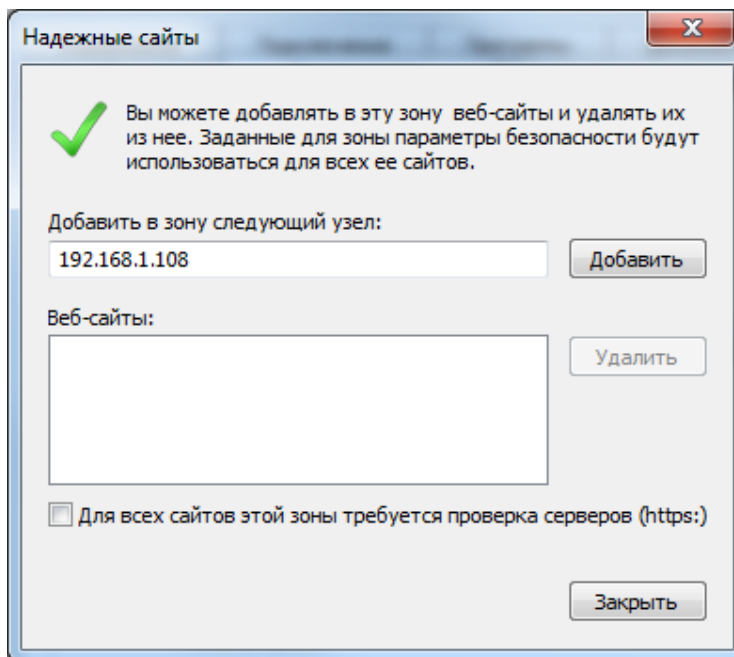 Надежные сайты
Вы можете добавлять в эту зону веб-сайты и удалять их
из нее. Заданные для зоны параметры безопасности будут
использоваться для всех ее сайтов.
Добавить в зону следующий узел:
192.168.1.108
Добавить
Веб-сайты:
Удалить
Для всех сайтов этой зоны требуется проверка серверов (https:)
Закрыть